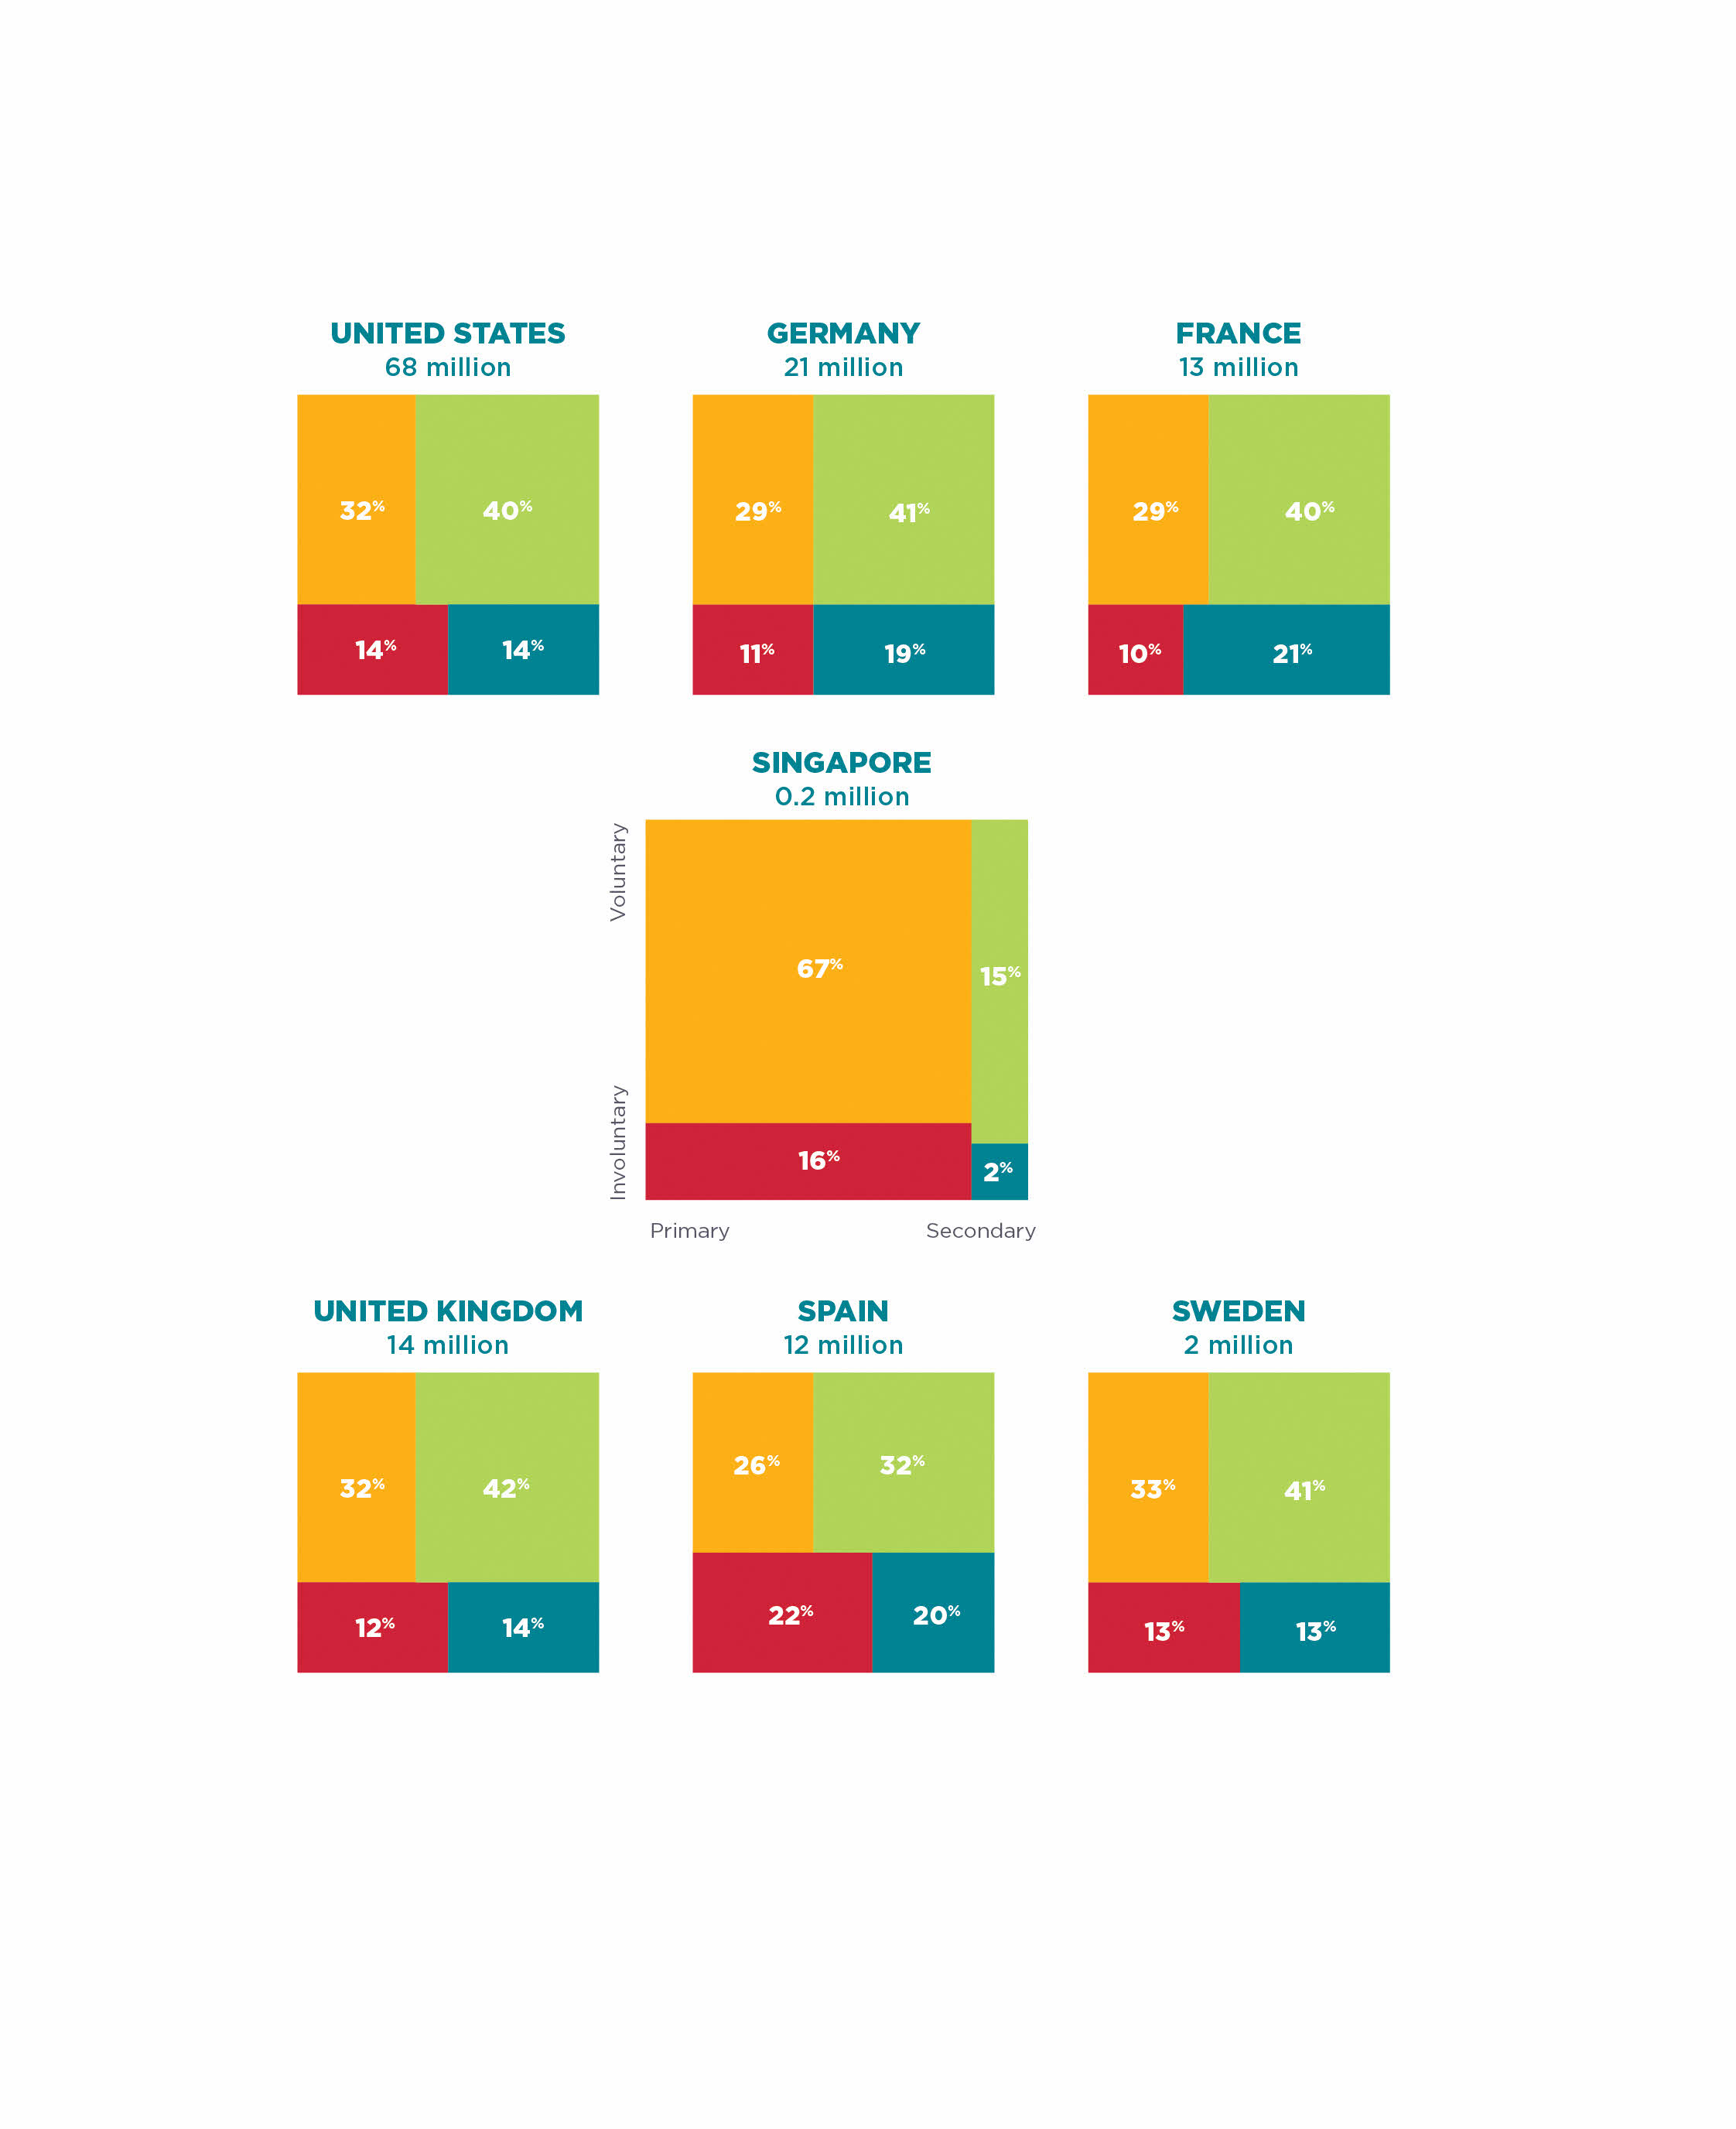 UNITED STATES
68 million
32%
40%
14%
14%
GERMANY
21 million
29%
41%
11%
19%
FRANCE
13 million
29%
40%
10%
21%
SINGAPORE
0.2 million
Voluntary
Involuntary
67%
15%
16%
2%
Primary
Secondary
UNITED KINGDOM
14 million
32%
42%
12%
14%
SPAIN
12 million
26%
32%
22%
20%
SWEDEN
2 million
33%
41%
13%
13%